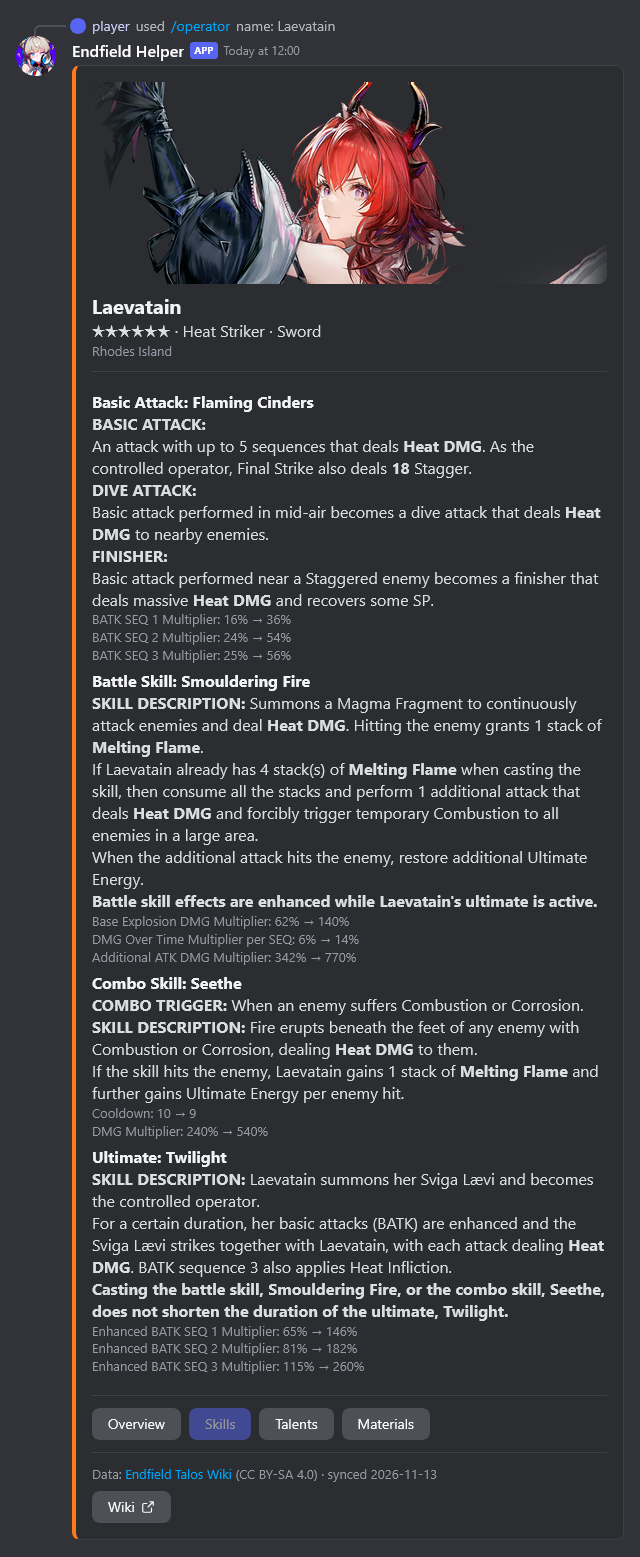 player used /operator name: Laevatain
Endfield Helper APP Today at 12:00
Laevatain
★★★★★★ · Heat Striker · Sword
Rhodes Island
Basic Attack: Flaming Cinders
BASIC ATTACK:
An attack with up to 5 sequences that deals Heat DMG. As the
controlled operator, Final Strike also deals 18 Stagger.
DIVE ATTACK:
Basic attack performed in mid-air becomes a dive attack that deals Heat
DMG to nearby enemies.
FINISHER:
Basic attack performed near a Staggered enemy becomes a finisher that
deals massive Heat DMG and recovers some SP.
BATK SEQ 1 Multiplier: 16% → 36%
BATK SEQ 2 Multiplier: 24% → 54%
BATK SEQ 3 Multiplier: 25% → 56%
Battle Skill: Smouldering Fire
SKILL DESCRIPTION: Summons a Magma Fragment to continuously
attack enemies and deal Heat DMG. Hitting the enemy grants 1 stack of
Melting Flame.
If Laevatain already has 4 stack(s) of Melting Flame when casting the
skill, then consume all the stacks and perform 1 additional attack that
deals Heat DMG and forcibly trigger temporary Combustion to all
enemies in a large area.
When the additional attack hits the enemy, restore additional Ultimate
Energy.
Battle skill effects are enhanced while Laevatain's ultimate is active.
Base Explosion DMG Multiplier: 62% → 140%
DMG Over Time Multiplier per SEQ: 6% → 14%
Additional ATK DMG Multiplier: 342% → 770%
Combo Skill: Seethe
COMBO TRIGGER: When an enemy suffers Combustion or Corrosion.
SKILL DESCRIPTION: Fire erupts beneath the feet of any enemy with
Combustion or Corrosion, dealing Heat DMG to them.
If the skill hits the enemy, Laevatain gains 1 stack of Melting Flame and
further gains Ultimate Energy per enemy hit.
Cooldown: 10 → 9
DMG Multiplier: 240% → 540%
Ultimate: Twilight
SKILL DESCRIPTION: Laevatain summons her Sviga Lævi and becomes
the controlled operator.
For a certain duration, her basic attacks (BATK) are enhanced and the
Sviga Lævi strikes together with Laevatain, with each attack dealing Heat
DMG. BATK sequence 3 also applies Heat Infliction.
Casting the battle skill, Smouldering Fire, or the combo skill, Seethe,
does not shorten the duration of the ultimate, Twilight.
Enhanced BATK SEQ 1 Multiplier: 65% → 146%
Enhanced BATK SEQ 2 Multiplier: 81% → 182%
Enhanced BATK SEQ 3 Multiplier: 115% → 260%
Overview Skills Talents Materials
Data: Endfield Talos Wiki (CC BY-SA 4.0) · synced 2026-11-13
Wiki